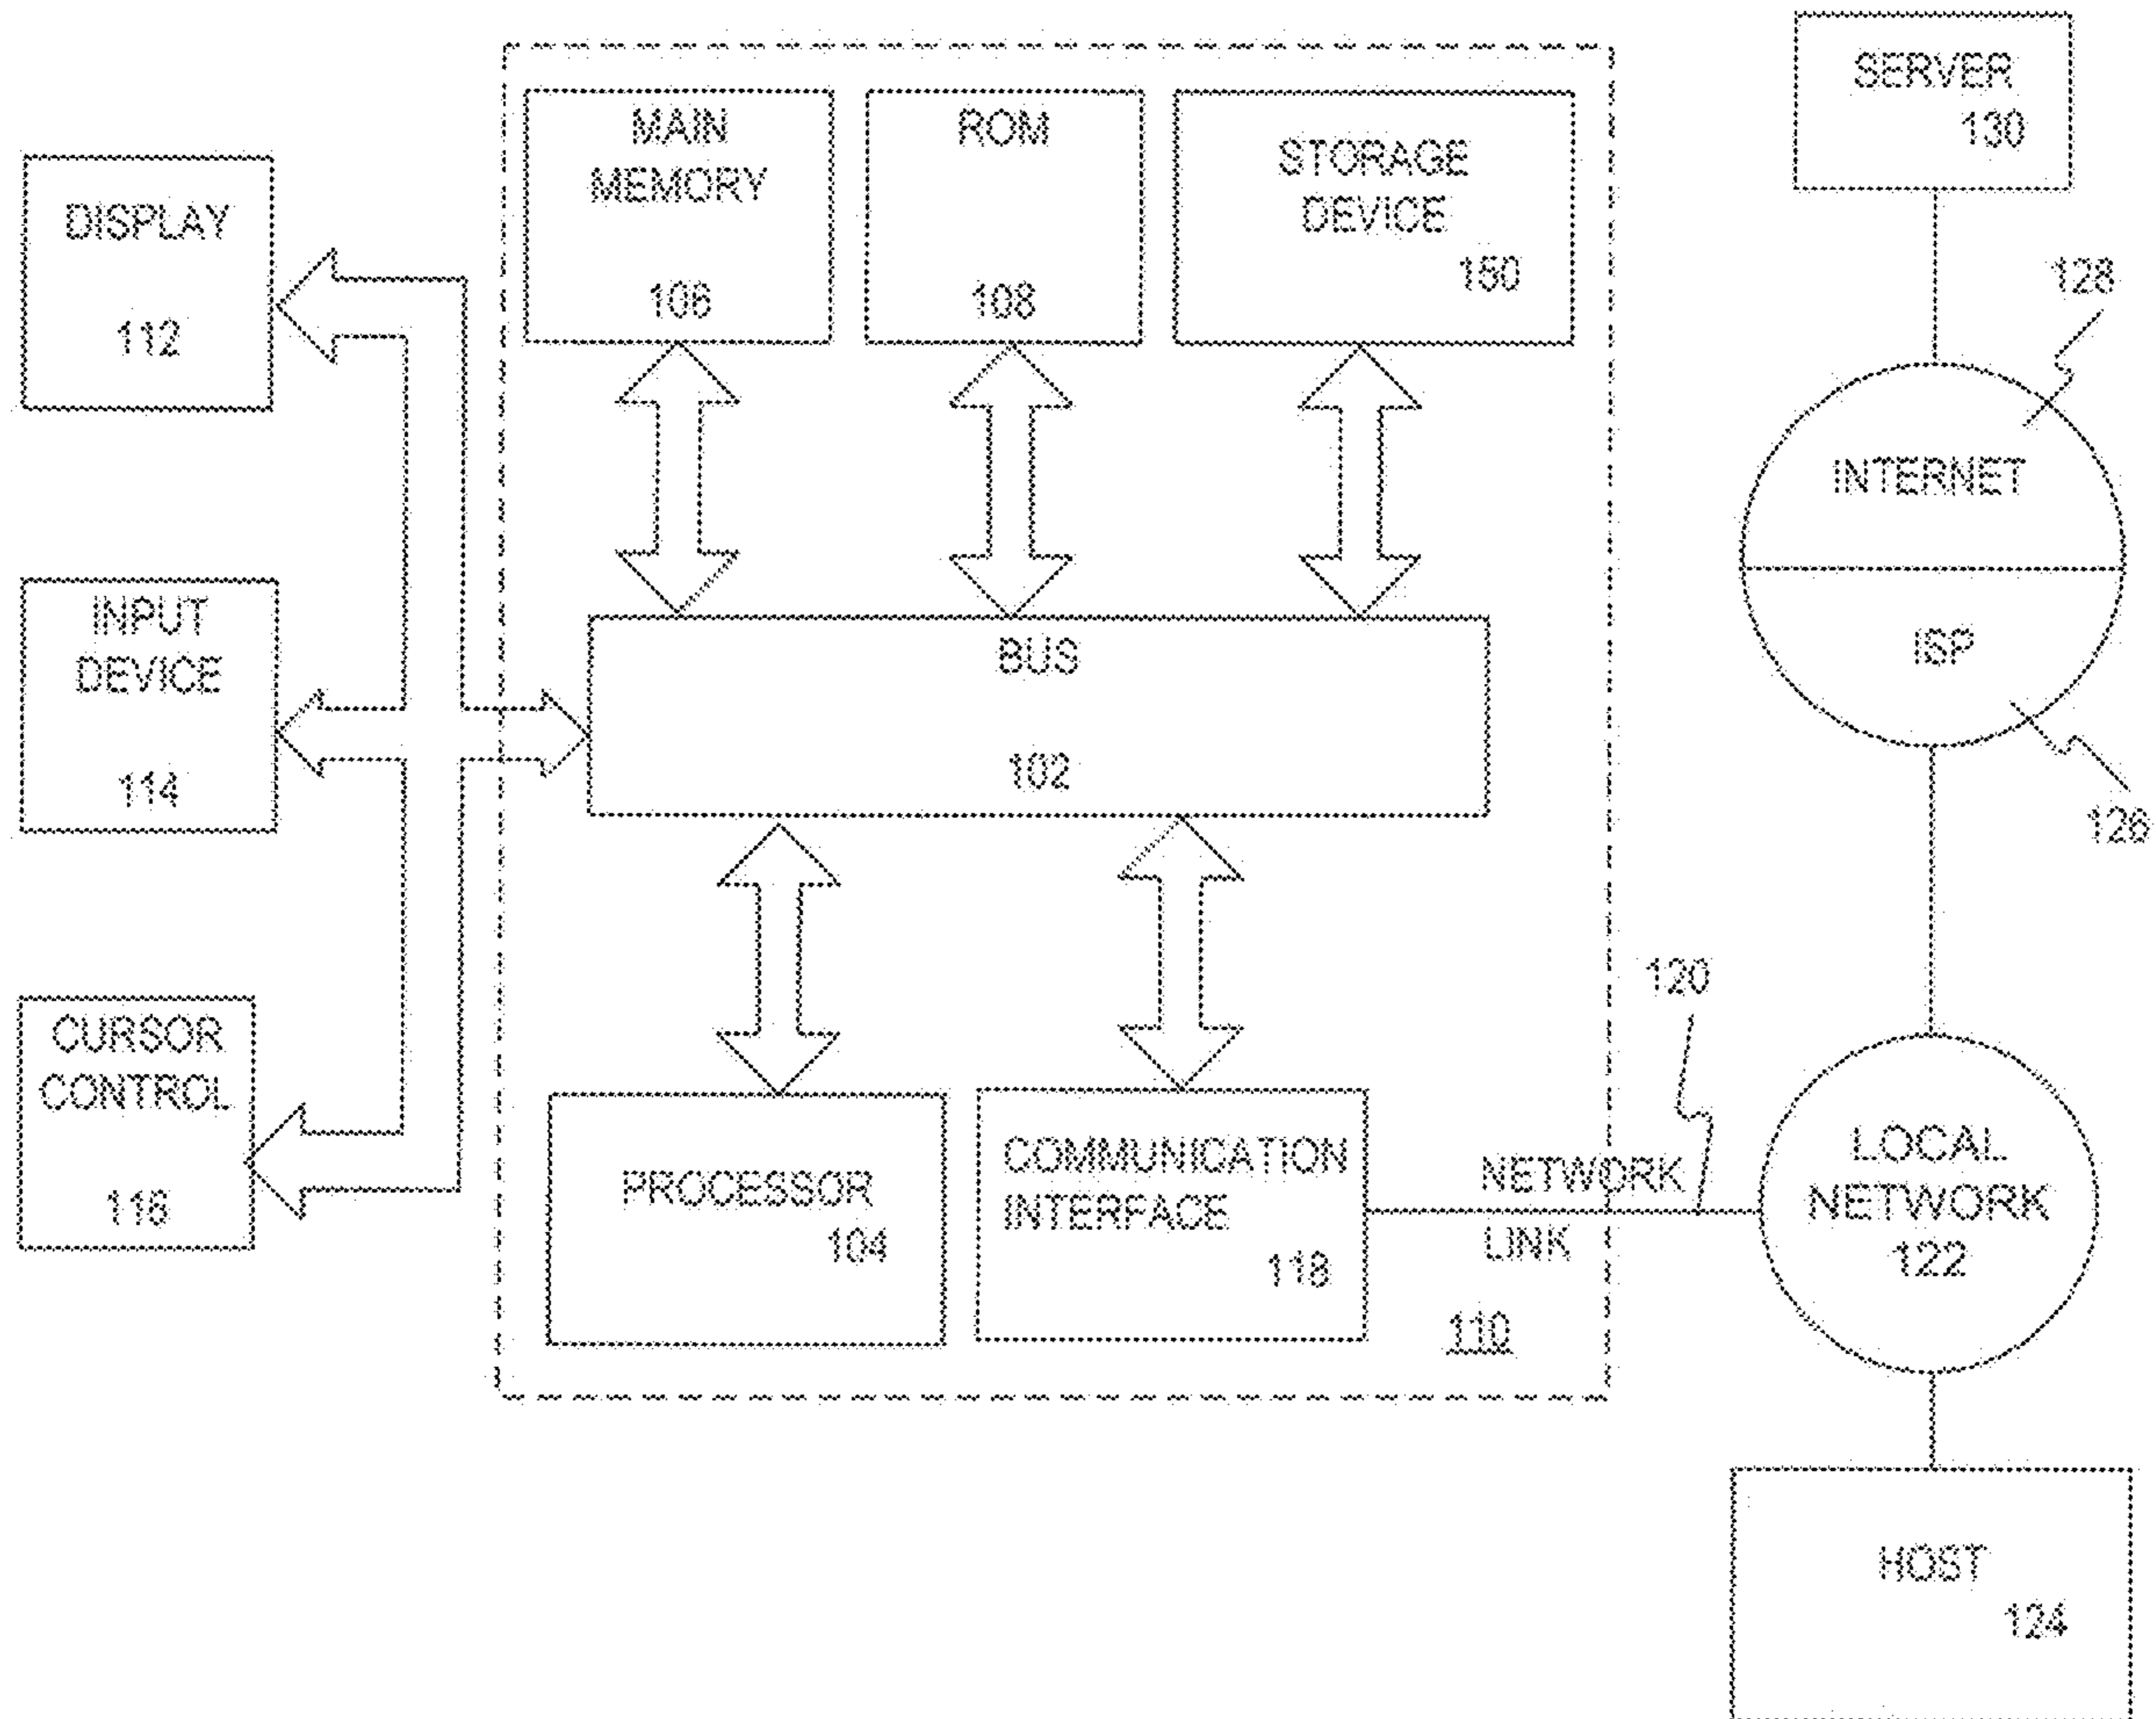 SERVER
130
MAIN
MEMORY
106
ROM
108
STORAGE
DEVICE
150
DISPLAY
112
128
INTERNET
ISP
126
INPUT
DEVICE
114
BUS
102
CURSOR
CONTROL
116
PROCESSOR
104
COMMUNICATION
INTERFACE
118
120
NETWORK
LINK
110
LOCAL
NETWORK
122
HOST
124